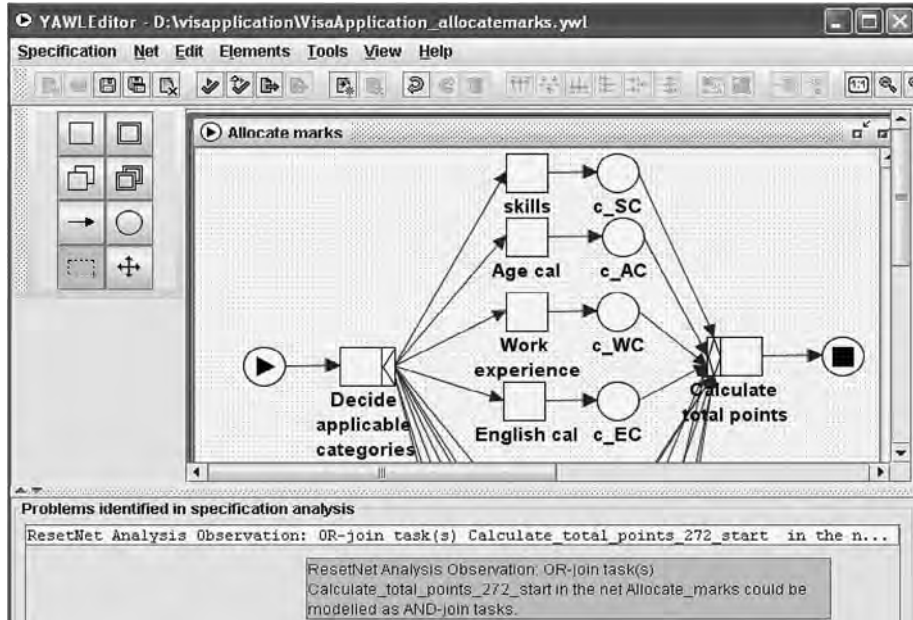 YAWLEditor - D:\visapplication\VisaApplication_allocatemarks.ywl
Specification Net Edit Elements Tools View Help
1:1
Allocate marks
skills
c_SC
Age cal
c_AC
Work
experience
c_WC
Decide
applicable
categories
Calculate
total points
English cal
c_EC
Problems identified in specification analysis
ResetNet Analysis Observation: OR-join task(s) Calculate_total_points_272_start in the n...
ResetNet Analysis Observation: OR-join task(s)
Calculate_total_points_272_start in the net Allocate_marks could be
modelled as AND-join tasks.